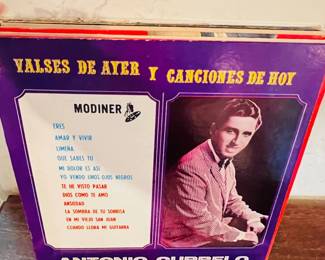 VALSES DE AYER Y CANCIONES DE HOY
MODINER
ERES
AMAR Y VIVIR
LIMEÑA
QUE SABES TU
MI DOLOR ES ASI
YO VENDO UNOS OJOS NEGROS
TE HE VISTO PASAR
DIOS COMO TE AMO
ANSIEDAD
LA SOMBRA DE TU SONRISA
EN MI VIEJO SAN JUAN
CUANDO LLORA MI GUITARRA
ANTONIO